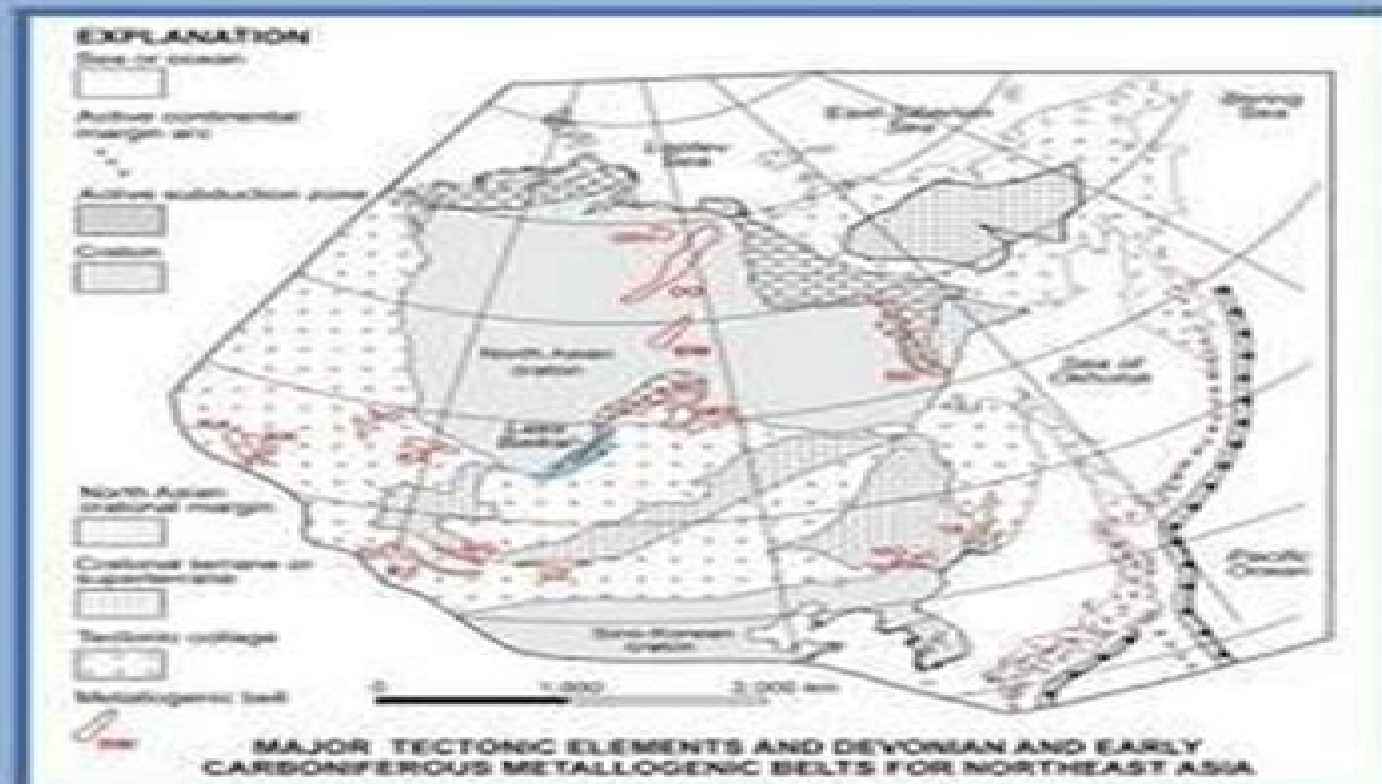 EXPLANATION
Sea or ocean
Active continental
margin arc
Active subduction zone
Craton
North Asian
cratonal margin
Cratonal terrane or
superterrane
Tectonic collage
Metallogenic belt
Laptev
Sea
East Siberian
Sea
Bering
Sea
North Asian
craton
Lake
Baikal
Sea of
Okhotsk
Pacific
Ocean
Sino-Korean
craton
0 1,000 2,000 km
MAJOR TECTONIC ELEMENTS AND DEVONIAN AND EARLY
CARBONIFEROUS METALLOGENIC BELTS FOR NORTHEAST ASIA